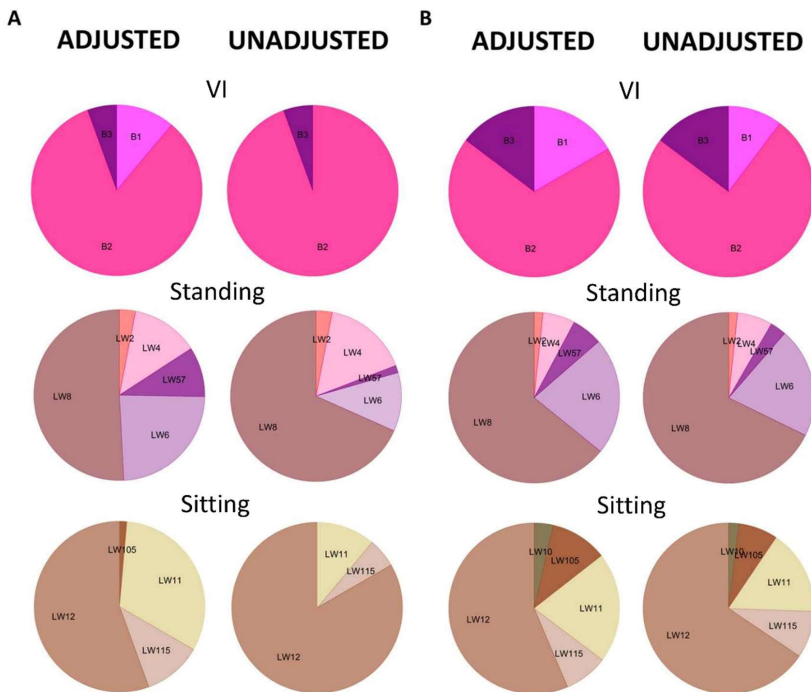 A
B
ADJUSTED UNADJUSTED
ADJUSTED UNADJUSTED
VI
VI
B3 B1
B3
B3 B1
B3 B1
B2
B2
B2
B2
Standing
Standing
LW2
LW4
LW57
LW6
LW8
LW2
LW4
LW57
LW6
LW8
LW2
LW4
LW57
LW6
LW8
LW2
LW4
LW57
LW6
LW8
Sitting
Sitting
LW105
LW11
LW115
LW12
LW11
LW115
LW12
LW10
LW105
LW11
LW115
LW12
LW10
LW105
LW11
LW115
LW12